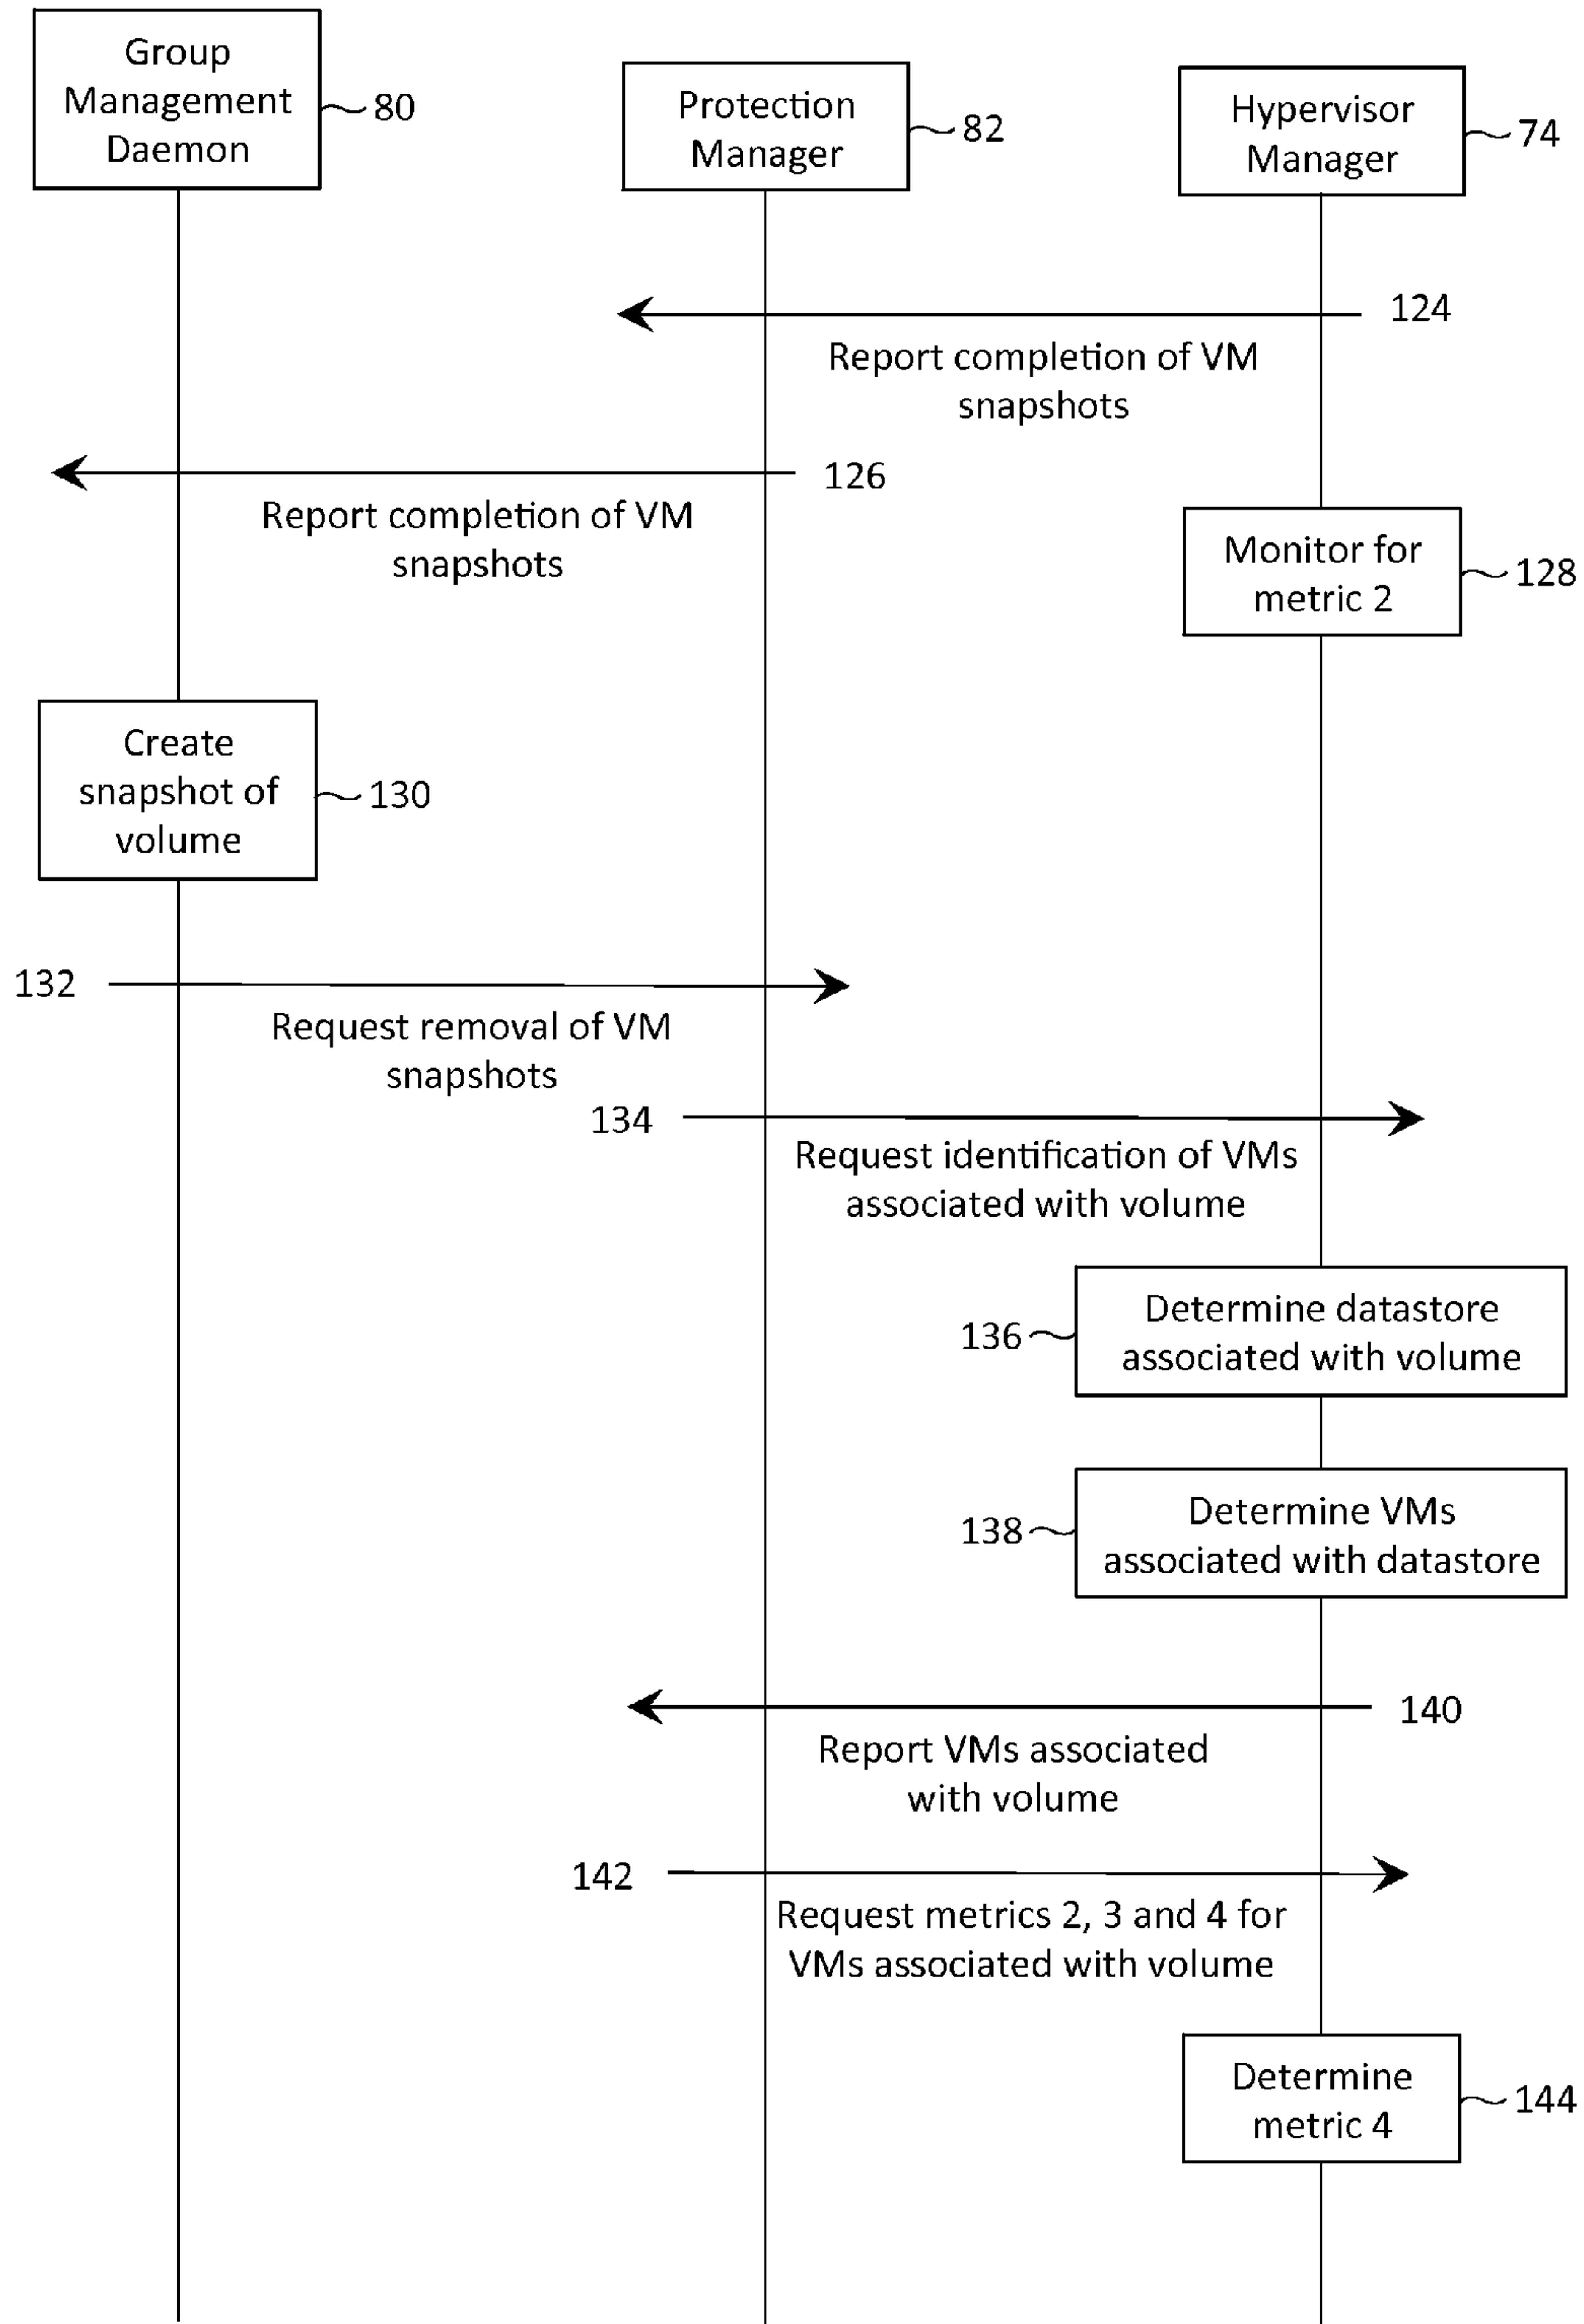 Group
Management
Daemon
80
Protection
Manager
82
Hypervisor
Manager
74
124
Report completion of VM
snapshots
126
Report completion of VM
snapshots
Monitor for
metric 2
128
Create
snapshot of
volume
130
132
Request removal of VM
snapshots
134
Request identification of VMs
associated with volume
136
Determine datastore
associated with volume
138
Determine VMs
associated with datastore
140
Report VMs associated
with volume
142
Request metrics 2, 3 and 4 for
VMs associated with volume
Determine
metric 4
144